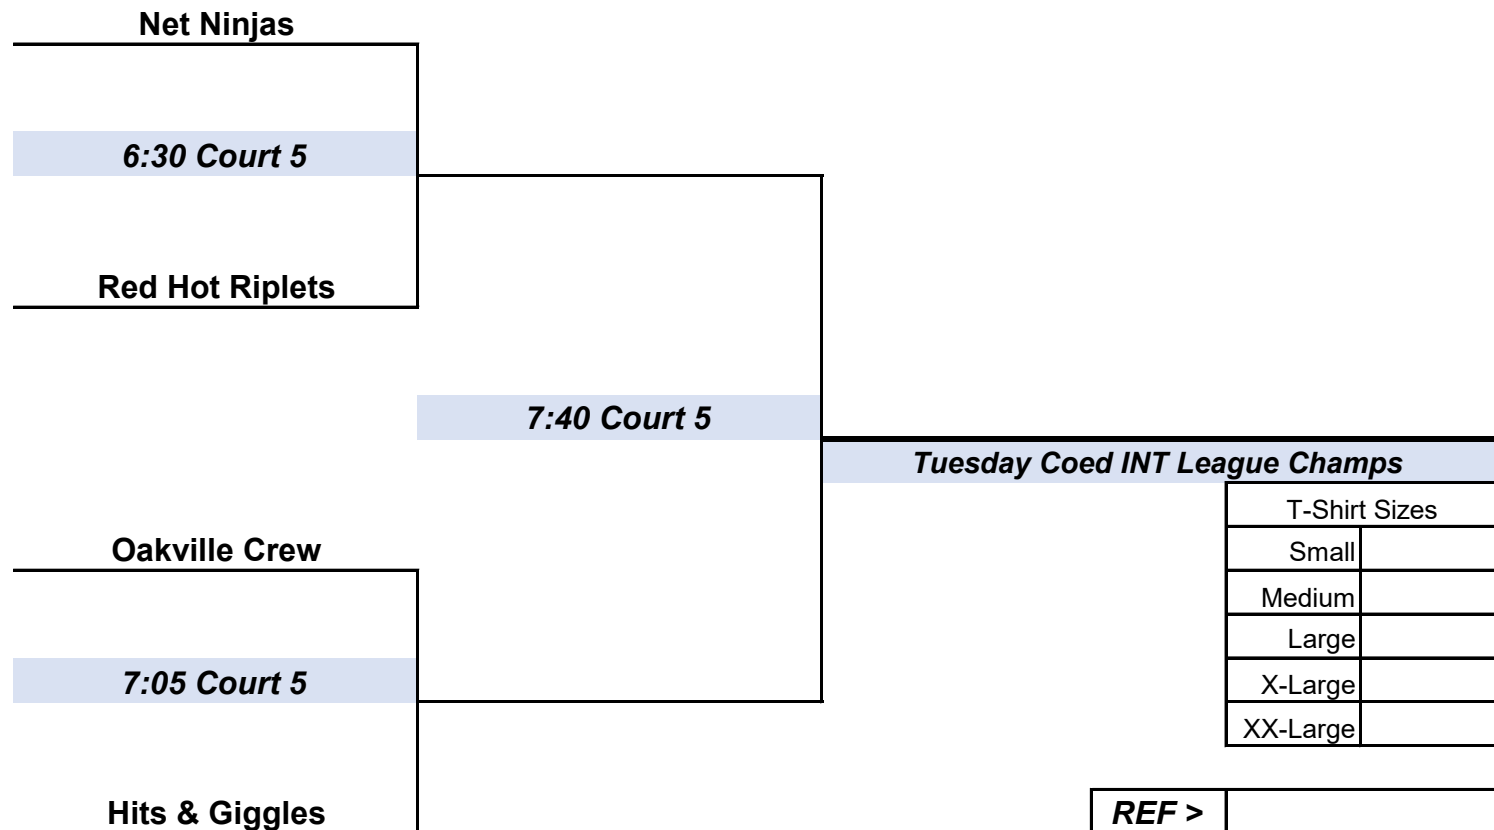 Net Ninjas
6:30 Court 5
Red Hot Riplets
7:40 Court 5
Tuesday Coed INT League Champs
T-Shirt Sizes
Small
Medium
Large
X-Large
XX-Large
Oakville Crew
7:05 Court 5
Hits & Giggles
REF >